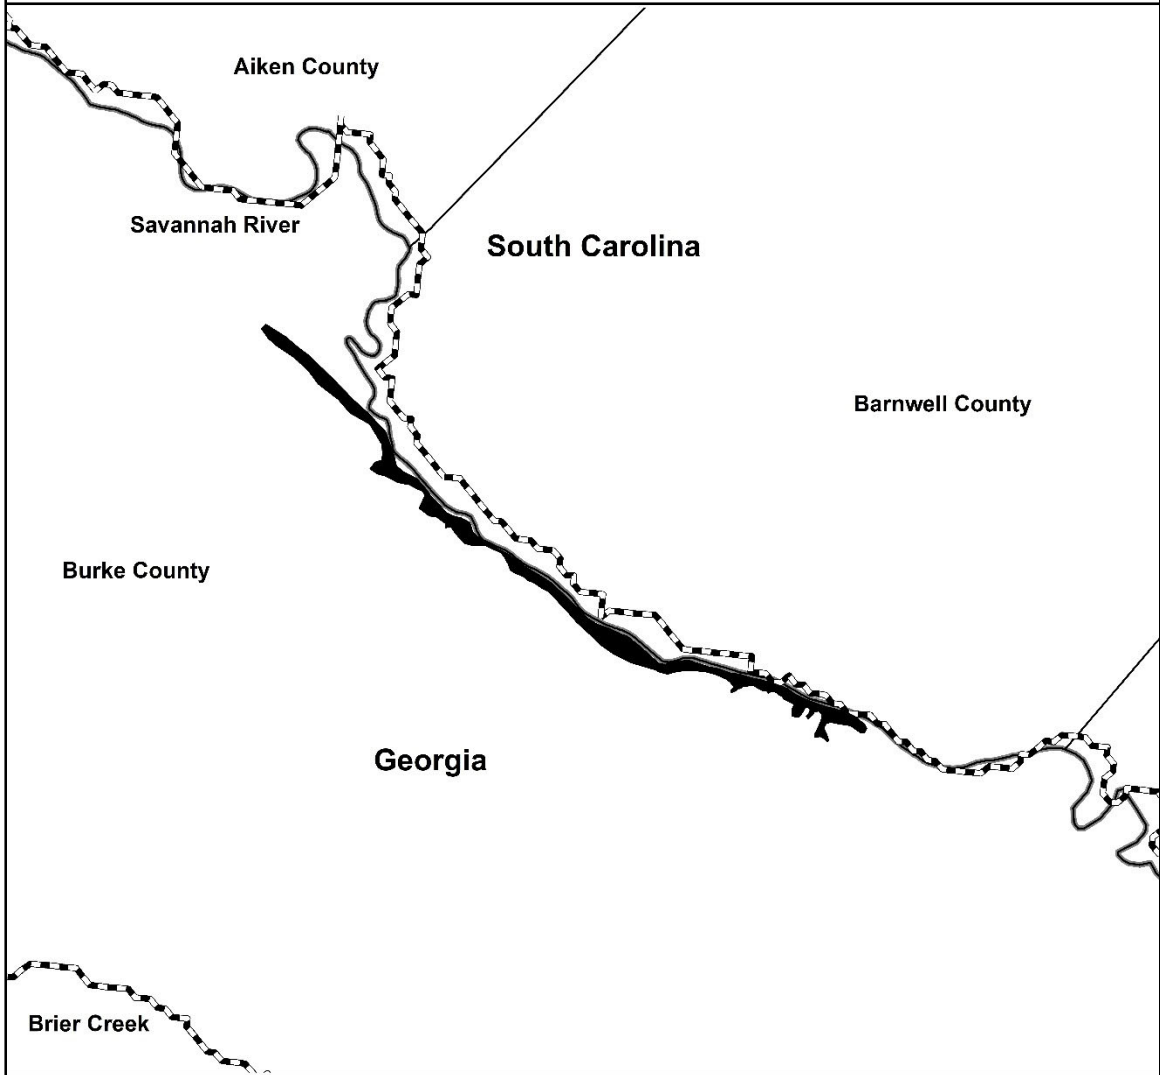 Aiken County
Savannah River
South Carolina
Barnwell County
Burke County
Georgia
Brier Creek